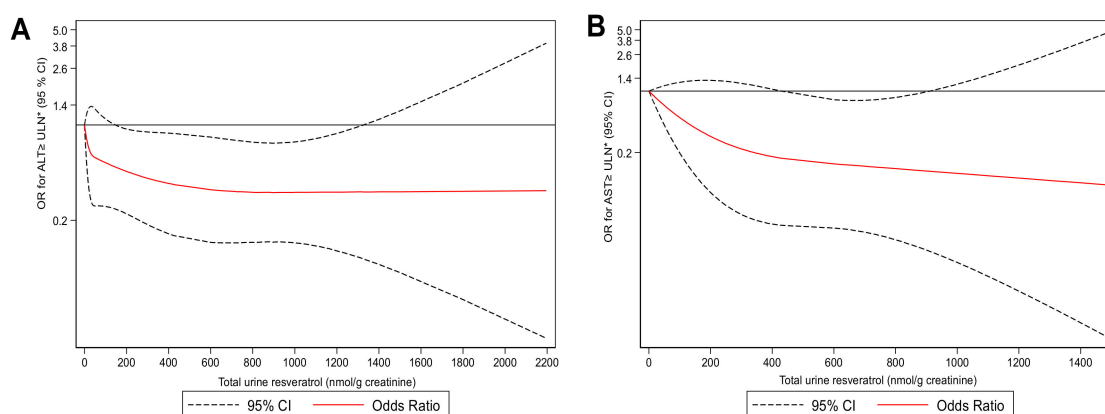 A
OR for ALT≥ ULN* (95 % CI)
5.0
3.8
2.6
1.4
0.2
0 200 400 600 800 1000 1200 1400 1600 1800 2000 2200
Total urine resveratrol (nmol/g creatinine)
95% CI Odds Ratio
B
OR for AST≥ ULN* (95% CI)
5.0
3.8
2.6
1.4
0.2
0 200 400 600 800 1000 1200 1400
Total urine resveratrol (nmol/g creatinine)
95% CI Odds Ratio